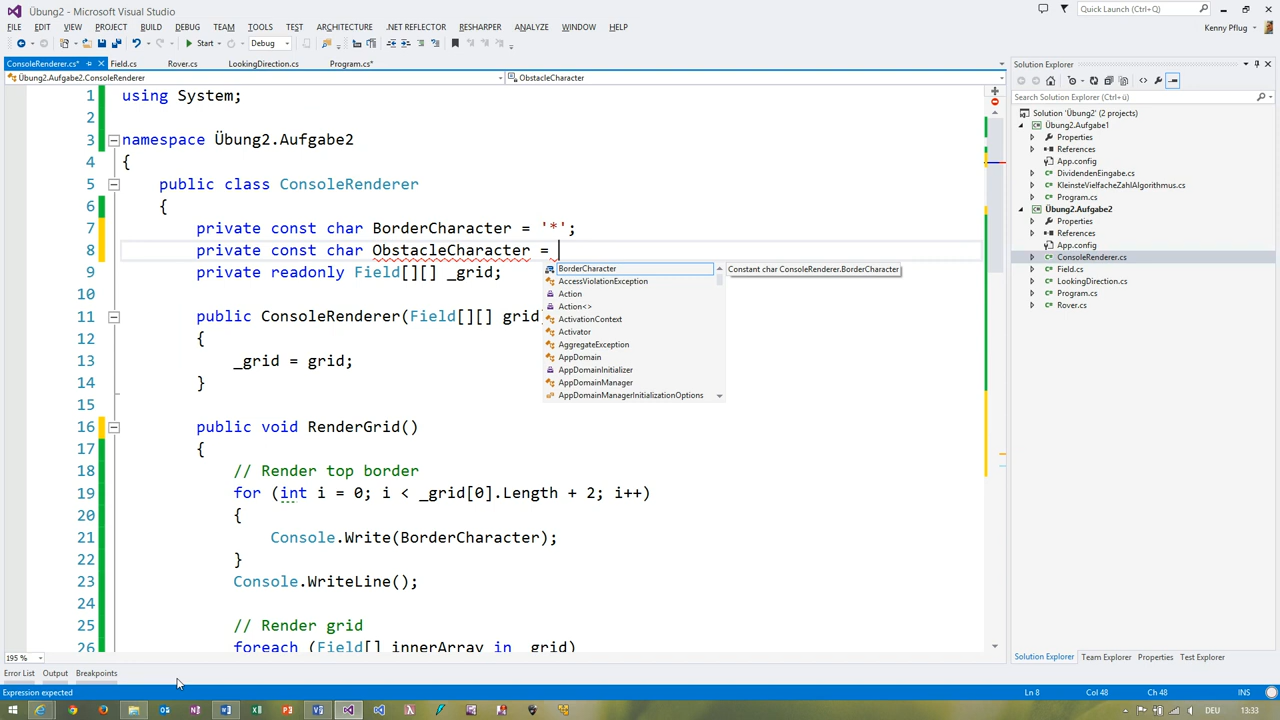 Übung2 - Microsoft Visual Studio
Quick Launch (Ctrl+Q)
FILE EDIT VIEW PROJECT BUILD DEBUG TEAM TOOLS TEST ARCHITECTURE .NET REFLECTOR RESHARPER ANALYZE WINDOW HELP
Kenny Pflug
Start Debug
ConsoleRenderer.cs* Field.cs Rover.cs LookingDirection.cs Program.cs*
Übung2.Aufgabe2.ConsoleRenderer ObstacleCharacter
1 using System;
2
3 namespace Übung2.Aufgabe2
4 {
5 public class ConsoleRenderer
6 {
7 private const char BorderCharacter = '*';
8 private const char ObstacleCharacter =
9 private readonly Field[][] _grid;
10
11 public ConsoleRenderer(Field[][] grid
12 {
13 _grid = grid;
14 }
15
16 public void RenderGrid()
17 {
18 // Render top border
19 for (int i = 0; i < _grid[0].Length + 2; i++)
20 {
21 Console.Write(BorderCharacter);
22 }
23 Console.WriteLine();
24
25 // Render grid
26 foreach (Field[] innerArray in _grid)
BorderCharacter
AccessViolationException
Action
Action<>
ActivationContext
Activator
AggregateException
AppDomain
AppDomainInitializer
AppDomainManager
AppDomainManagerInitializationOptions
Constant char ConsoleRenderer.BorderCharacter
195 %
Solution Explorer
Search Solution Explorer (Ctrl+ü)
Solution 'Übung2' (2 projects)
Übung2.Aufgabe1
Properties
References
App.config
DividendenEingabe.cs
KleinsteVielfacheZahlAlgorithmus.cs
Program.cs
Übung2.Aufgabe2
Properties
References
App.config
ConsoleRenderer.cs
Field.cs
LookingDirection.cs
Program.cs
Rover.cs
Solution Explorer Team Explorer Properties Test Explorer
Error List Output Breakpoints
Expression expected Ln 8 Col 48 Ch 48 INS
DEU 13:33